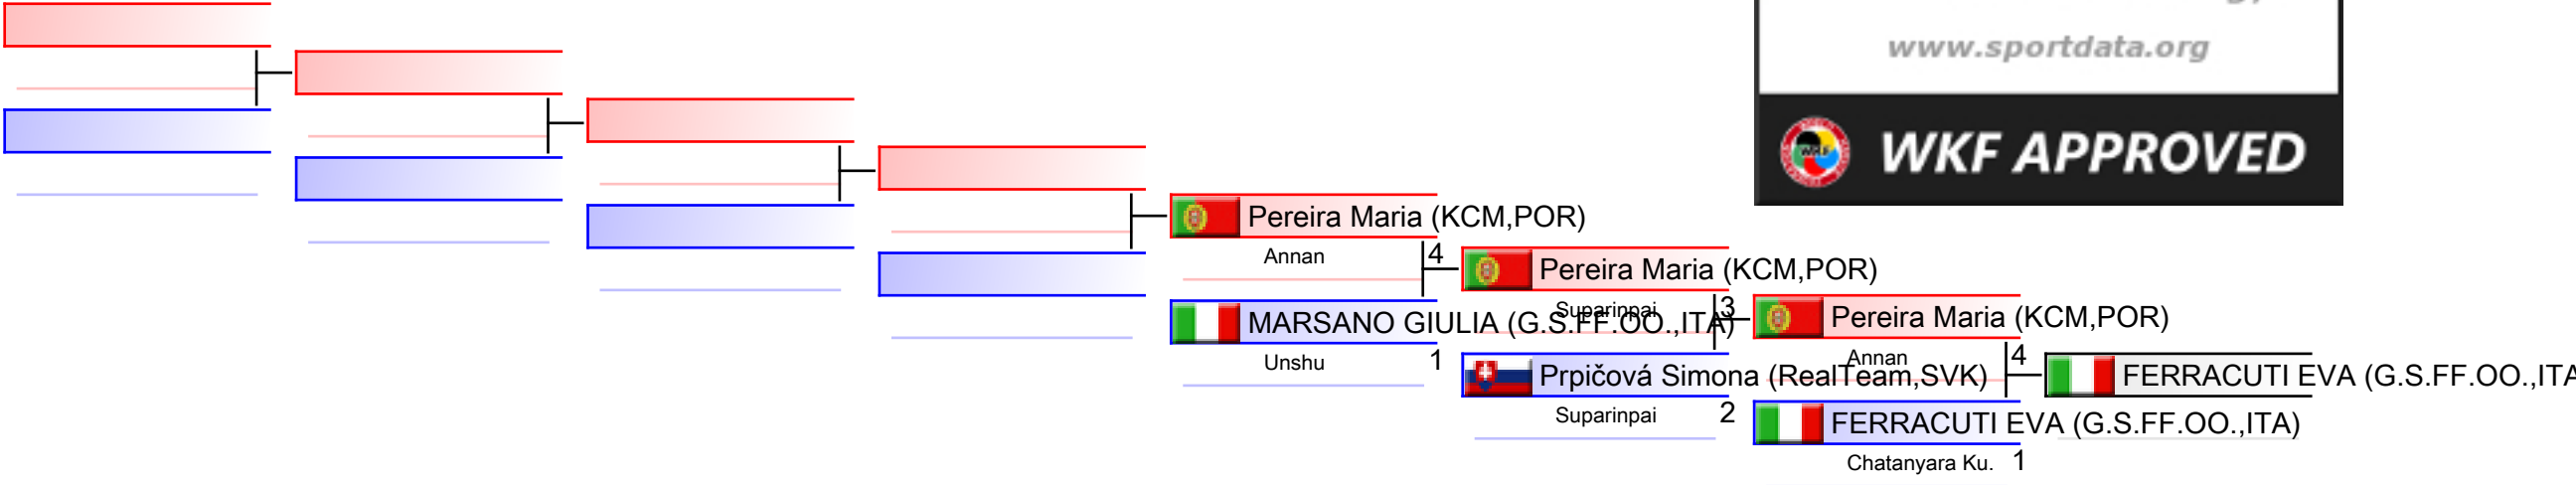 www.sportdata.org
WKF APPROVED
Pereira Maria (KCM,POR)
Annan
4
MARSANO GIULIA (G.S.FF.OO.,ITA)
Unshu
1
Pereira Maria (KCM,POR)
Suparinpai
3
Prpičová Simona (RealTeam,SVK)
Suparinpai
2
Pereira Maria (KCM,POR)
Annan
4
FERRACUTI EVA (G.S.FF.OO.,ITA)
Chatanyara Ku.
1
FERRACUTI EVA (G.S.FF.OO.,ITA